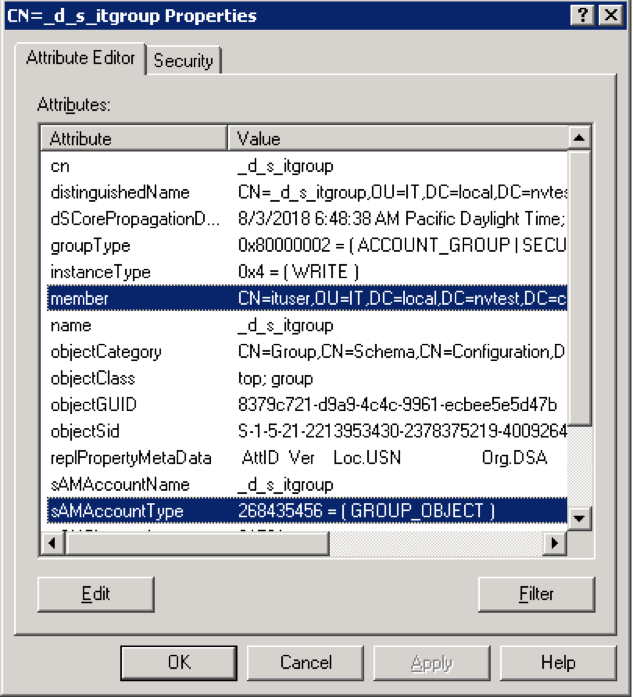 CN=_d_s_itgroup Properties
Attribute Editor Security
Attributes:
Attribute Value
cn _d_s_itgroup
distinguishedName CN=_d_s_itgroup,OU=IT,DC=local,DC=nvtes
dSCorePropagationD... 8/3/2018 6:48:38 AM Pacific Daylight Time;
groupType 0x80000002 = ( ACCOUNT_GROUP | SECU
instanceType 0x4 = ( WRITE )
member CN=ituser,OU=IT,DC=local,DC=nvtest,DC=c
name _d_s_itgroup
objectCategory CN=Group,CN=Schema,CN=Configuration,D
objectClass top; group
objectGUID 8379c721-d9a9-4c4c-9961-ecbee5e5d47b
objectSid S-1-5-21-2213953430-2378375219-4009264
replPropertyMetaData AttID Ver Loc.USN Org.DSA
sAMAccountName _d_s_itgroup
sAMAccountType 268435456 = ( GROUP_OBJECT )
Edit Filter
OK Cancel Apply Help